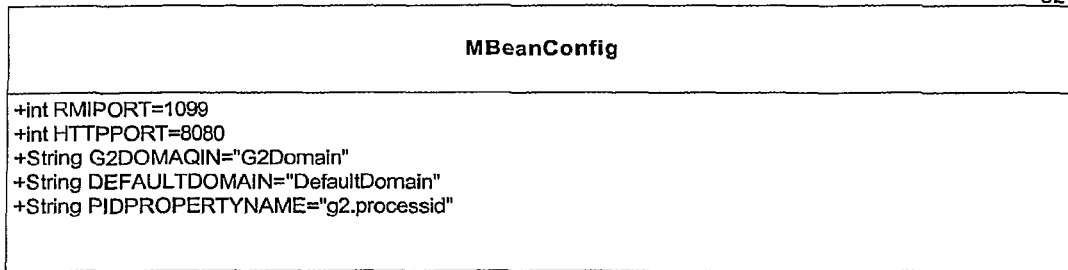 MBeanConfig
+int RMIPORT=1099
+int HTTPPORT=8080
+String G2DOMAQIN="G2Domain"
+String DEFAULTDOMAIN="DefaultDomain"
+String PIDPROPERTYNAME="g2.processid"